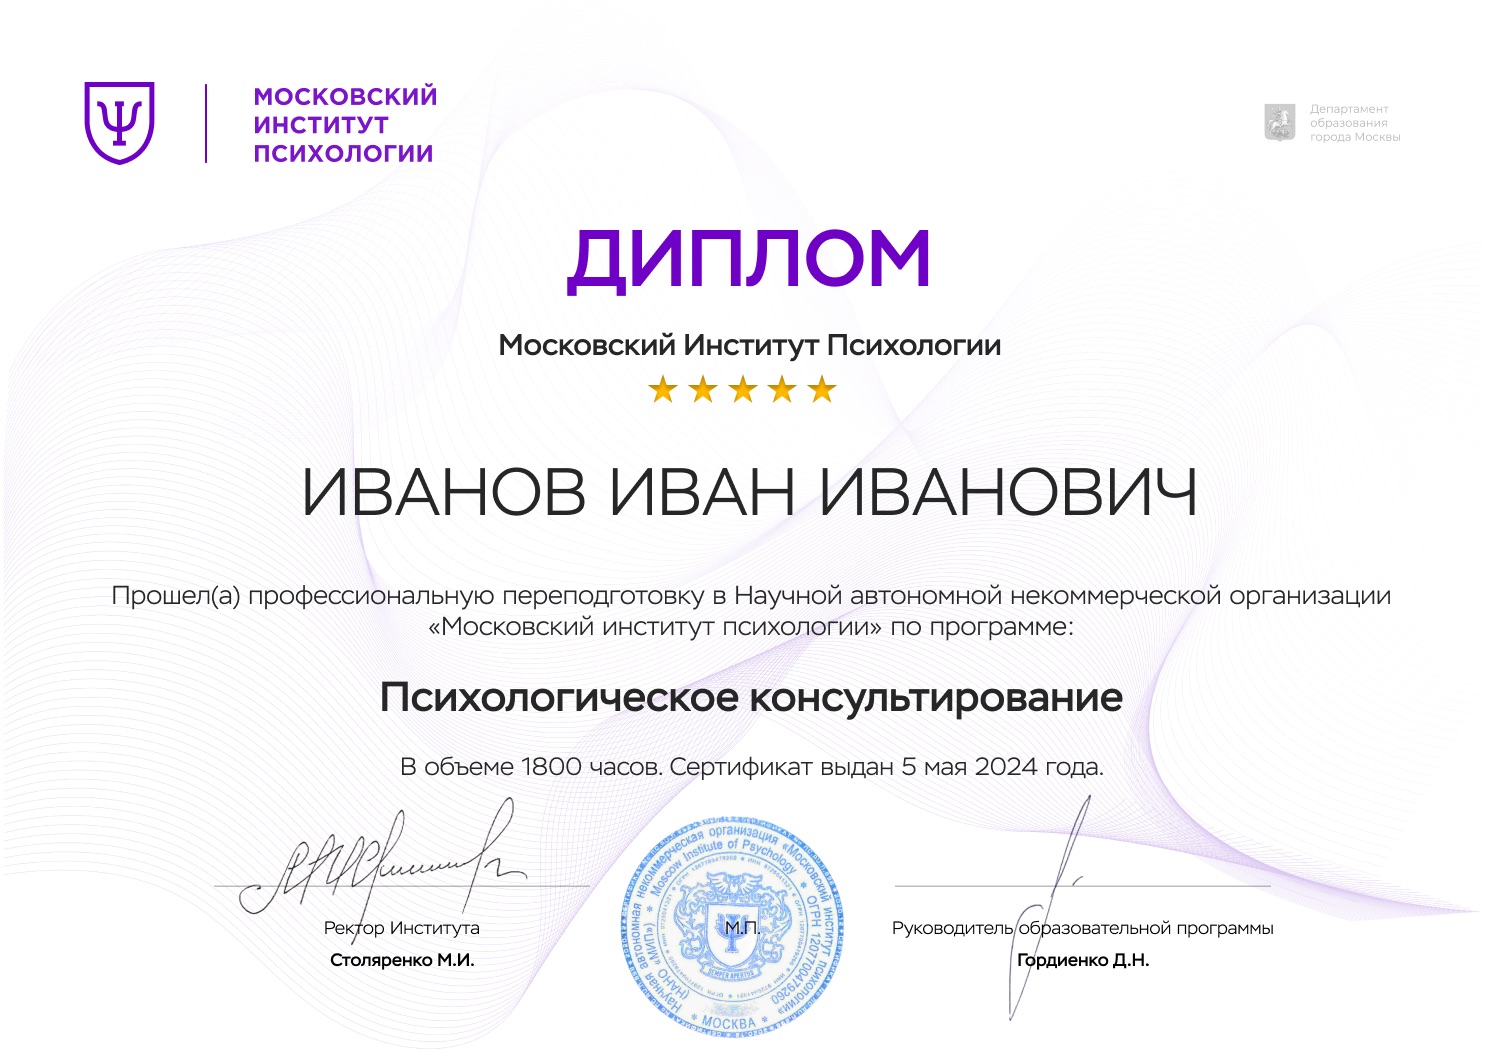 МОСКОВСКИЙ
ИНСТИТУТ
ПСИХОЛОГИИ
Департамент
образования
города Москвы
ДИПЛОМ
Московский Институт Психологии
ИВАНОВ ИВАН ИВАНОВИЧ
Прошел(а) профессиональную переподготовку в Научной автономной некоммерческой организации
«Московский институт психологии» по программе:
Психологическое консультирование
В объеме 1800 часов. Сертификат выдан 5 мая 2024 года.
Научная автономная некоммерческая организация «Московский институт психологии»
(НАНО «МИП») * Moscow Institute of Psychology * ОГРН 1207700479260
SEMPER APERTUS
* МОСКВА *
М.П.
Ректор Института
Столяренко М.И.
Руководитель образовательной программы
Гордиенко Д.Н.